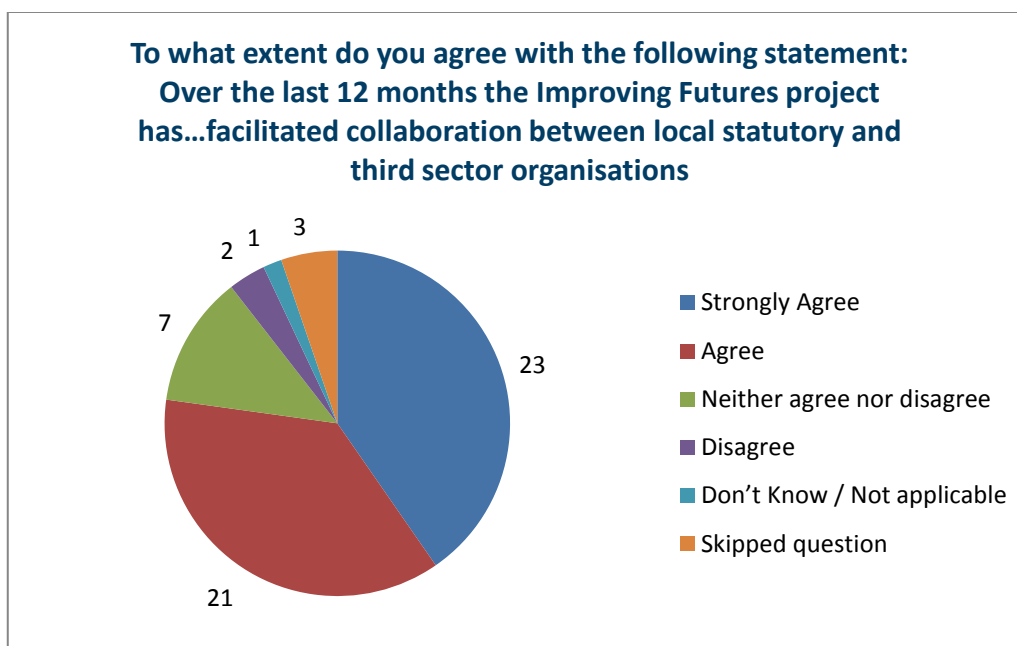 To what extent do you agree with the following statement:
Over the last 12 months the Improving Futures project
has…facilitated collaboration between local statutory and
third sector organisations
3
1
2
7
23
21
Strongly Agree
Agree
Neither agree nor disagree
Disagree
Don’t Know / Not applicable
Skipped question